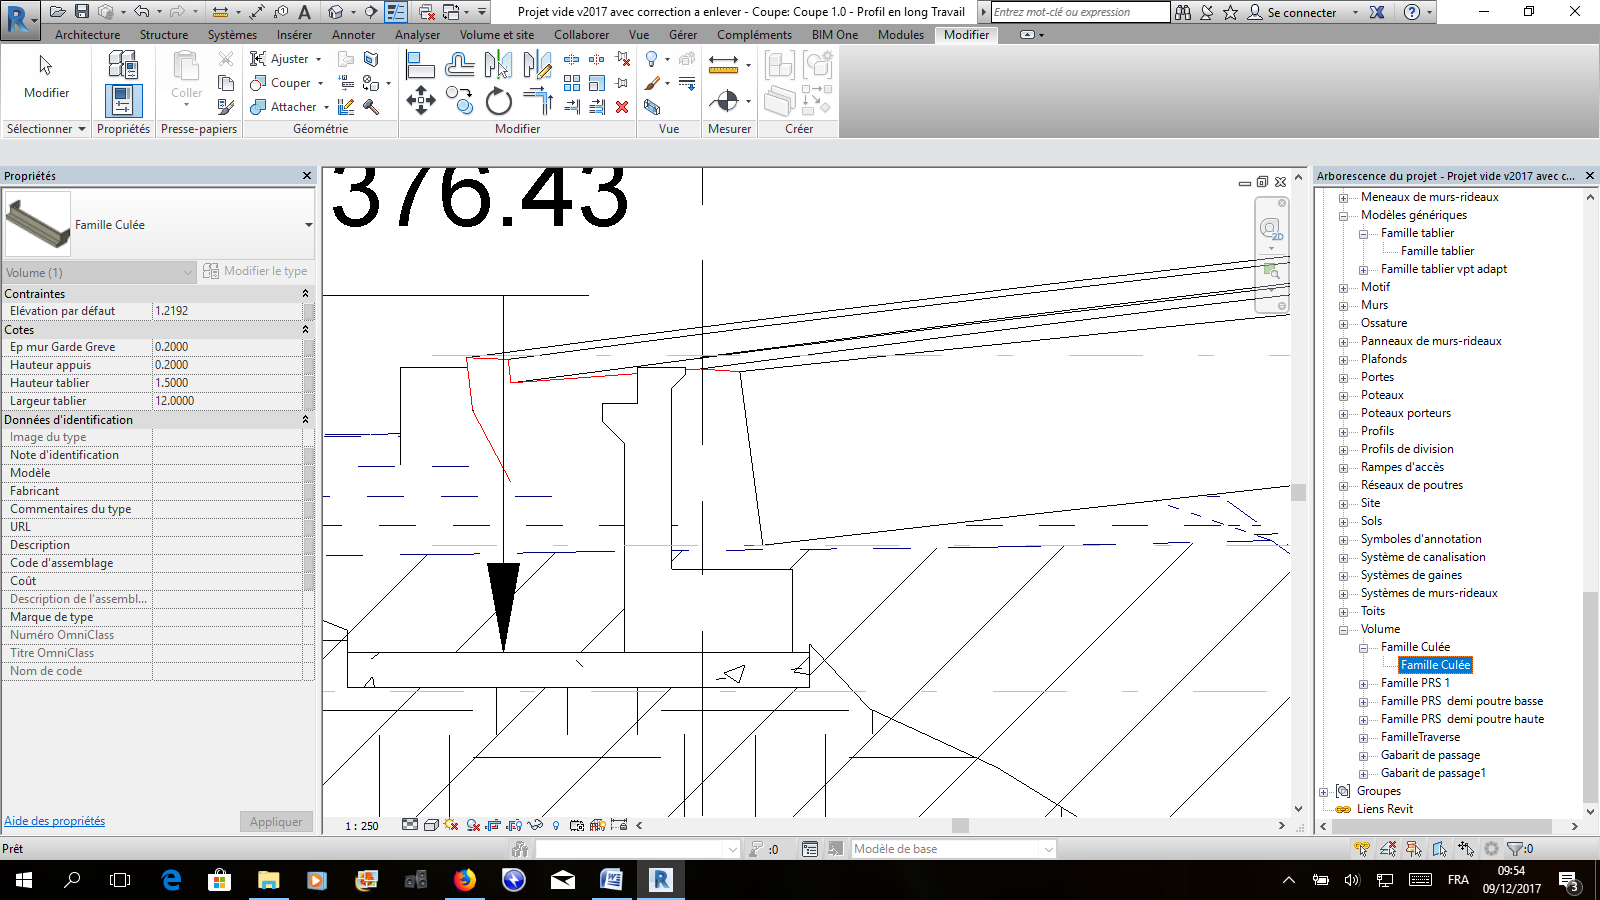 Projet vide v2017 avec correction a enlever - Coupe: Coupe 1.0 - Profil en long Travail
Entrez mot-clé ou expression
Se connecter
Architecture Structure Systèmes Insérer Annoter Analyser Volume et site Collaborer Vue Gérer Compléments BIM One Modules Modifier
Modifier
Coller
Ajuster
Couper
Attacher
Sélectionner Propriétés Presse-papiers Géométrie Modifier Vue Mesurer Créer
Propriétés
Famille Culée
Volume (1)
Modifier le type
Contraintes
Elévation par défaut 1.2192
Cotes
Ep mur Garde Greve 0.2000
Hauteur appuis 0.2000
Hauteur tablier 1.5000
Largeur tablier 12.0000
Données d'identification
Image du type
Note d'identification
Modèle
Fabricant
Commentaires du type
URL
Description
Code d'assemblage
Coût
Description de l'assembl...
Marque de type
Numéro OmniClass
Titre OmniClass
Nom de code
Aide des propriétés
Appliquer
376.43
2D
1 : 250
Arborescence du projet - Projet vide v2017 avec c...
Meneaux de murs-rideaux
Modèles génériques
Famille tablier
Famille tablier
Famille tablier vpt adapt
Motif
Murs
Ossature
Panneaux de murs-rideaux
Plafonds
Portes
Poteaux
Poteaux porteurs
Profils
Profils de division
Rampes d'accès
Réseaux de poutres
Site
Sols
Symboles d'annotation
Système de canalisation
Systèmes de gaines
Systèmes de murs-rideaux
Toits
Volume
Famille Culée
Famille Culée
Famille PRS 1
Famille PRS  demi poutre basse
Famille PRS  demi poutre haute
FamilleTraverse
Gabarit de passage
Gabarit de passage1
Groupes
Liens Revit
Prêt
:0
Modèle de base
:0
FRA
09:54
09/12/2017
3